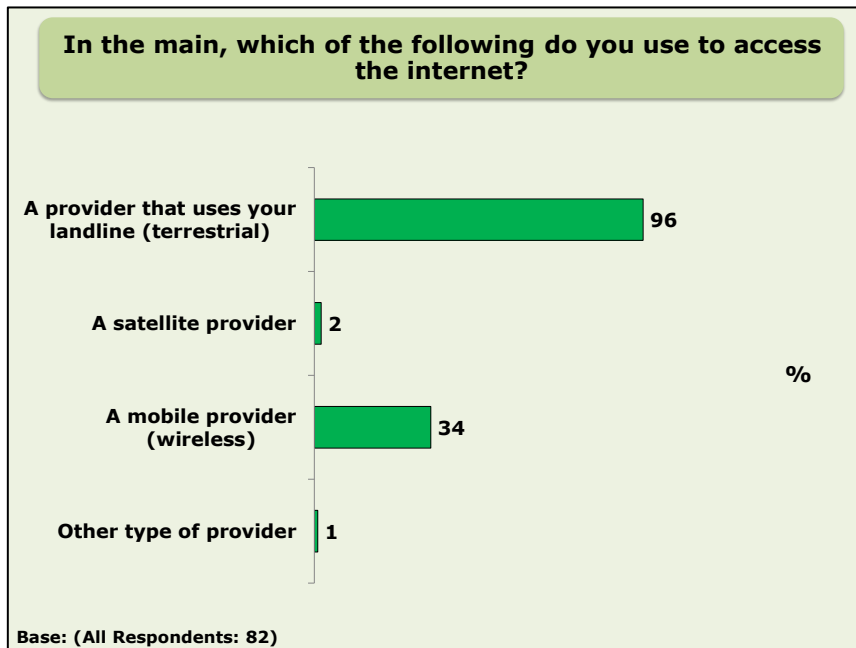 In the main, which of the following do you use to access
the internet?
A provider that uses your
landline (terrestrial)
96
A satellite provider
2
%
A mobile provider
(wireless)
34
Other type of provider
1
Base: (All Respondents: 82)